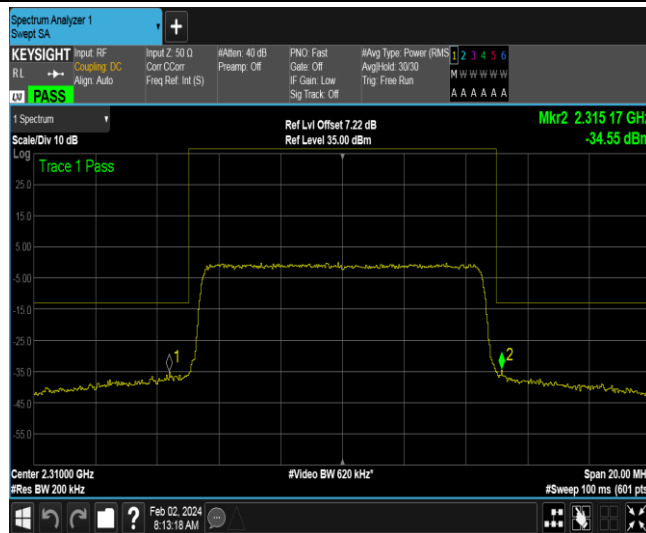 Spectrum Analyzer 1
Swept SA
+
KEYSIGHT Input: RF Input Z: 50 Ω #Atten: 40 dB PNO: Fast #Avg Type: Power (RMS 1 2 3 4 5 6
RL Coupling: DC Corr CCorr Preamp: Off Gate: Off Avg|Hold: 30/30 M W W W W W
Align: Auto Freq Ref: Int (S) IF Gain: Low Trig: Free Run
Sig Track: Off A A A A A A
LXI PASS
1 Spectrum
Ref Lvl Offset 7.22 dB Mkr2 2.315 17 GHz
Scale/Div 10 dB Ref Level 35.00 dBm -34.55 dBm
Log
Trace 1 Pass
25.0
15.0
5.00
-5.00
-15.0
1 2
-35.0
-45.0
-55.0
Center 2.31000 GHz #Video BW 620 kHz* Span 20.00 MH
#Res BW 200 kHz #Sweep 100 ms (601 pts
? Feb 02, 2024
8:13:18 AM